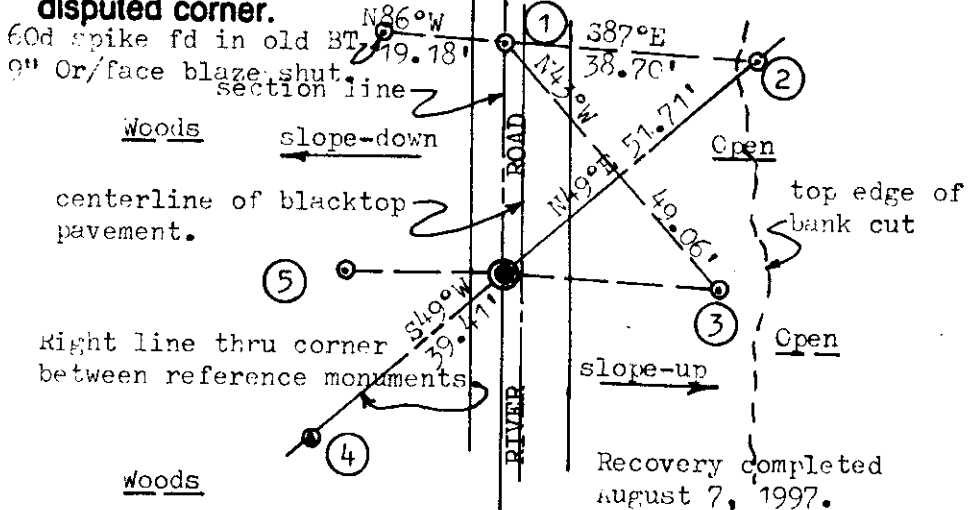 disputed corner.
60d spike fd in old BT
9" Or/face blaze shut.
N86°W
19.18'
1
S87°E
38.70'
2
section line
N43°W
49.06'
Woods
slope-down
ROAD
N49°E 51.71'
Open
centerline of blacktop
pavement.
top edge of
bank cut
5
3
S49°W
39.41'
Right line thru corner
between reference monuments
slope-up
Open
4
RIVER
Woods
Recovery completed
August 7, 1997.